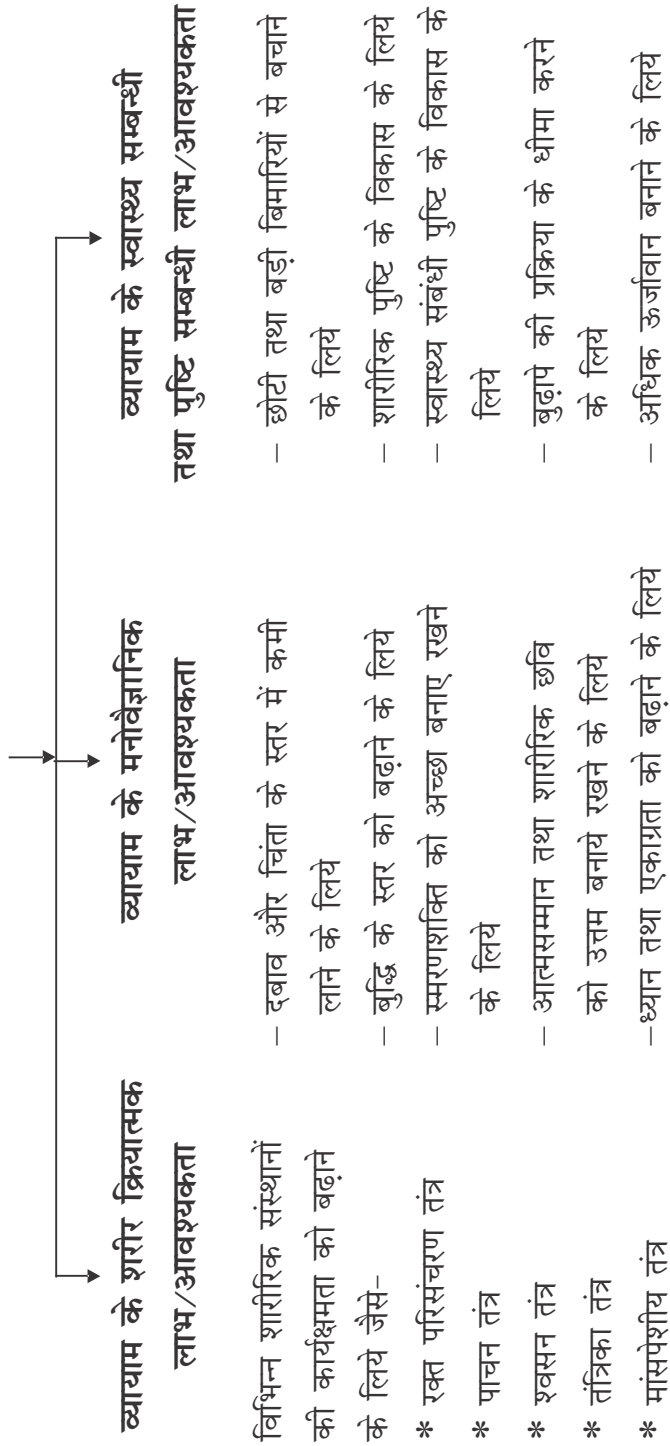 व्यायाम के शरीर क्रियात्मक
लाभ/आवश्यकता
विभिन्न शारीरिक संस्थानों
की कार्यक्षमता को बढ़ाने
के लिये जैसे–
* रक्त परिसंचरण तंत्र
* पाचन तंत्र
* श्वसन तंत्र
* तंत्रिका तंत्र
* मांसपेशीय तंत्र
व्यायाम के मनोवैज्ञानिक
लाभ/आवश्यकता
– दबाव और चिंता के स्तर में कमी
लाने के लिये
– बुद्धि के स्तर को बढ़ाने के लिये
– स्मरणशक्ति को अच्छा बनाए रखने
के लिये
– आत्मसम्मान तथा शारीरिक छवि
को उत्तम बनाये रखने के लिये
–ध्यान तथा एकाग्रता को बढ़ाने के लिये
व्यायाम के स्वास्थ्य सम्बन्धी
तथा पुष्टि सम्बन्धी लाभ/आवश्यकता
– छोटी तथा बड़ी बिमारियों से बचाने
के लिये
– शारीरिक पुष्टि के विकास के लिये
– स्वास्थ्य संबंधी पुष्टि के विकास के
लिये
– बुढ़ापे की प्रक्रिया के धीमा करने
के लिये
– अधिक ऊर्जावान बनाने के लिये